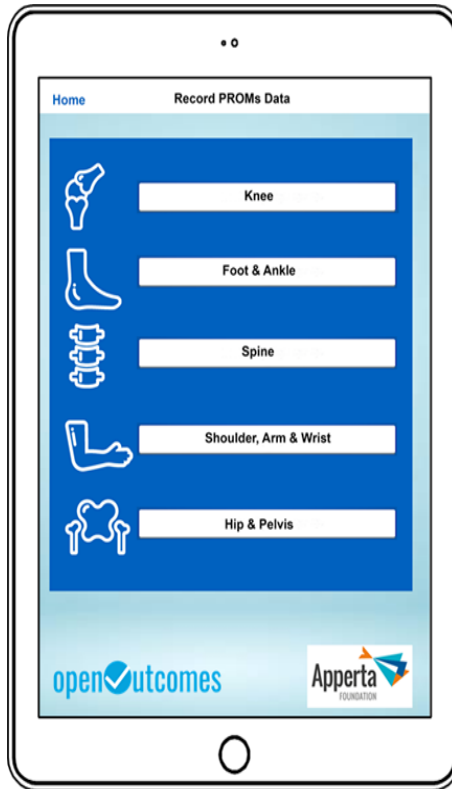 Home
Record PROMs Data
Knee
Foot & Ankle
Spine
Shoulder, Arm & Wrist
Hip & Pelvis
openOutcomes
Apperta
FOUNDATION